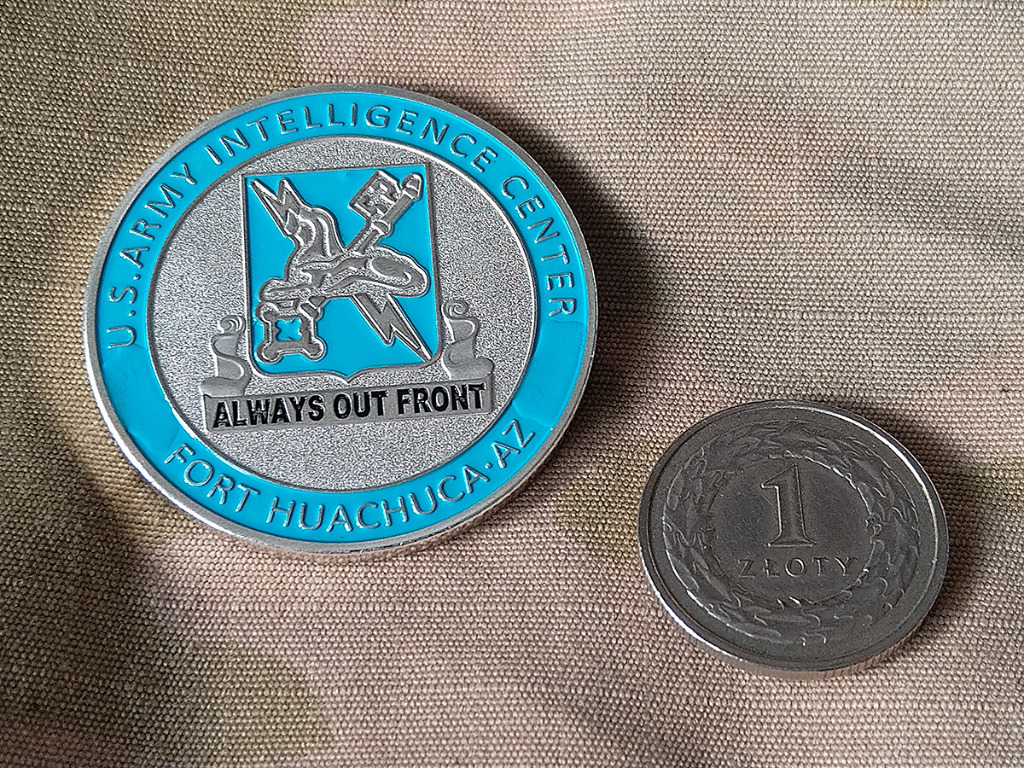 U.S. ARMY INTELLIGENCE CENTER
ALWAYS OUT FRONT
FORT HUACHUCA·AZ
1
ZŁOTY